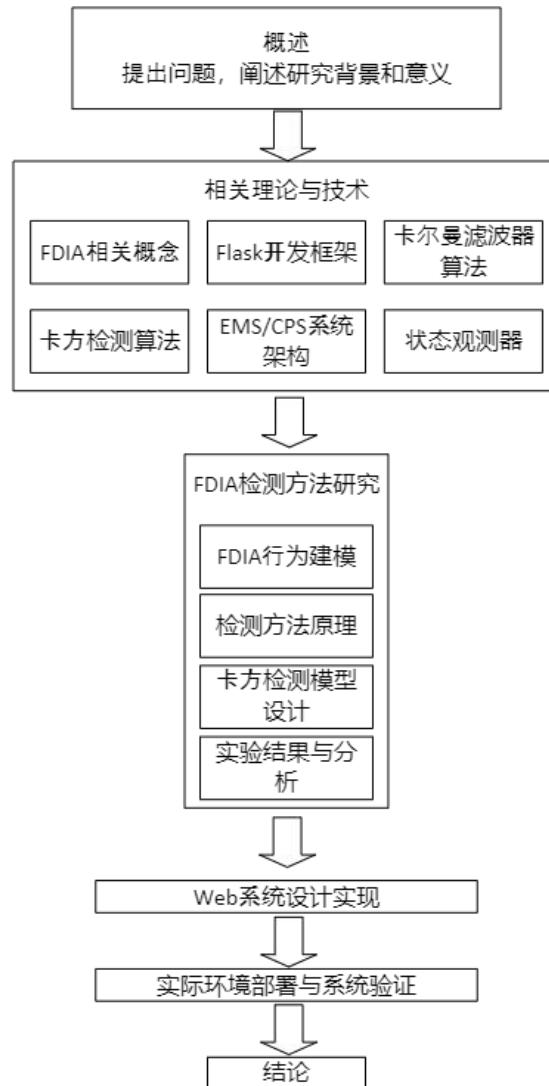 概述
提出问题，阐述研究背景和意义
相关理论与技术
FDIA相关概念
Flask开发框架
卡尔曼滤波器
算法
卡方检测算法
EMS/CPS系统
架构
状态观测器
FDIA检测方法研究
FDIA行为建模
检测方法原理
卡方检测模型
设计
实验结果与分
析
Web系统设计实现
实际环境部署与系统验证
结论